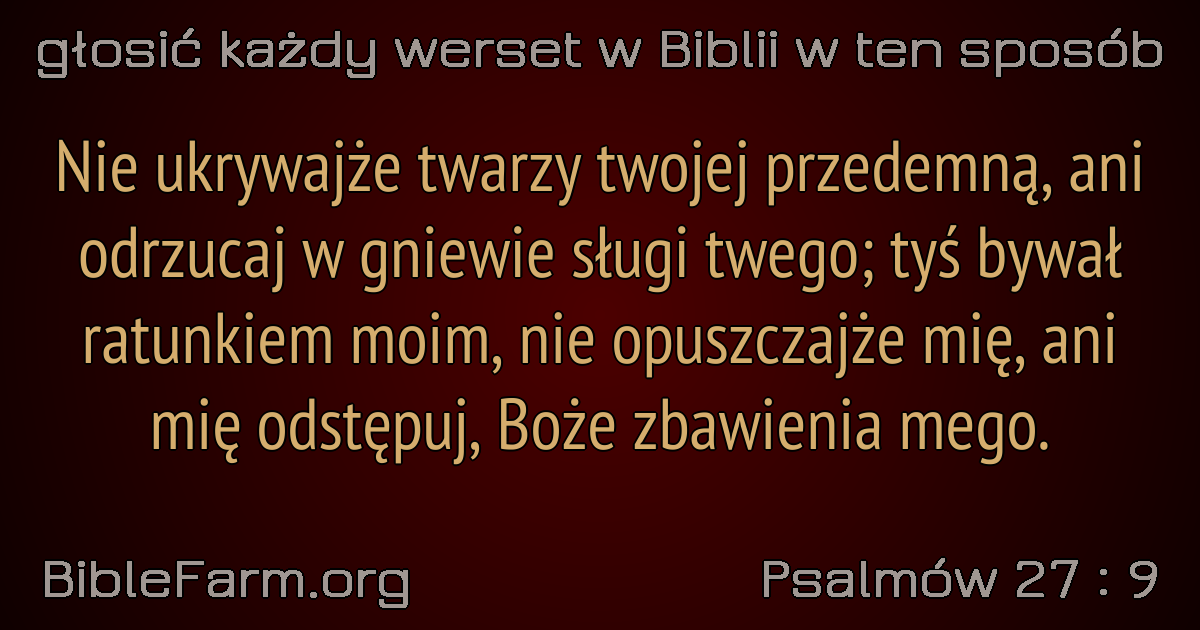 głosić każdy werset w Biblii w ten sposób
Nie ukrywajże twarzy twojej przedemną, ani
odrzucaj w gniewie sługi twego; tyś bywał
ratunkiem moim, nie opuszczajże mię, ani
mię odstępuj, Boże zbawienia mego.
BibleFarm.org
Psalmów 27 : 9